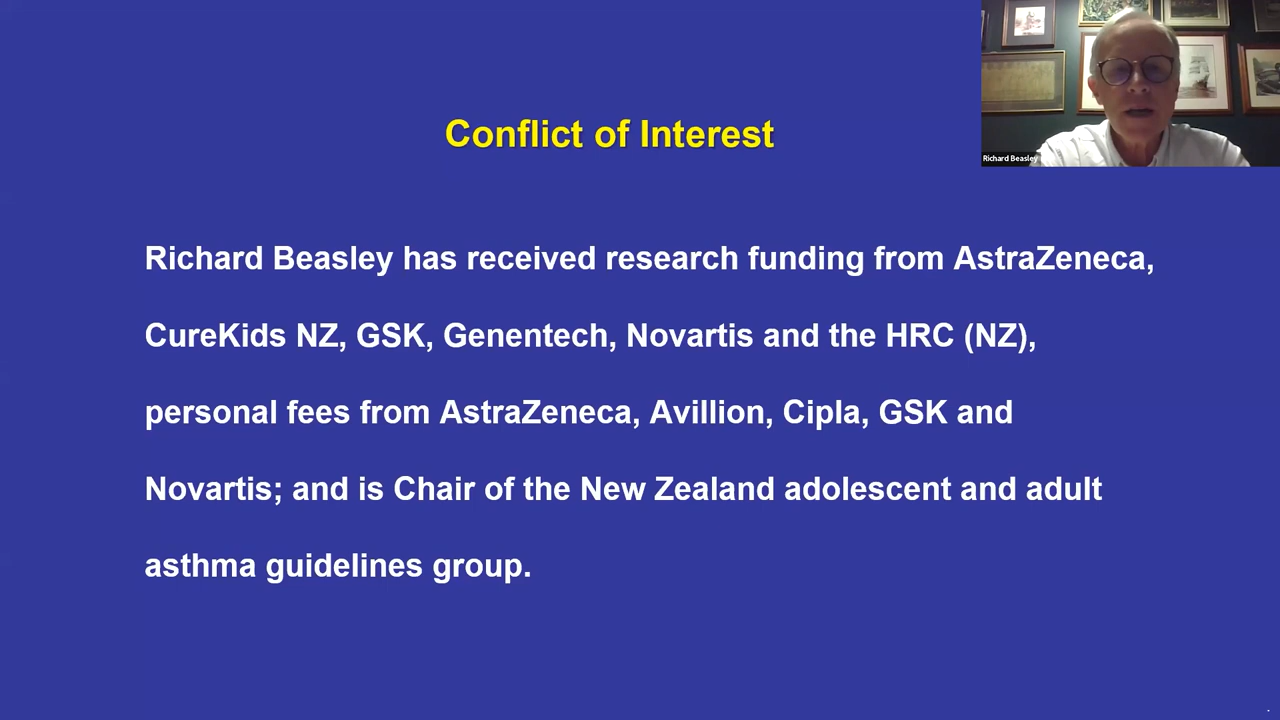 Conflict of Interest
Richard Beasley
Richard Beasley has received research funding from AstraZeneca,
CureKids NZ, GSK, Genentech, Novartis and the HRC (NZ),
personal fees from AstraZeneca, Avillion, Cipla, GSK and
Novartis; and is Chair of the New Zealand adolescent and adult
asthma guidelines group.